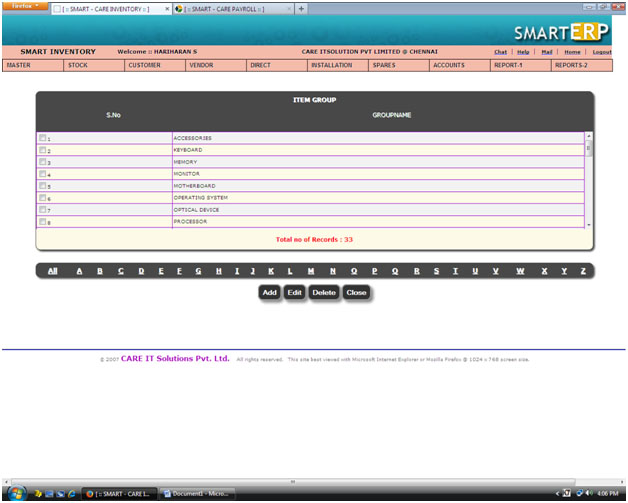 Firefox
[ :: SMART - CARE INVENTORY :: ] × [ :: SMART - CARE PAYROLL :: ] × +
SMARTERP
SMART INVENTORY Welcome :: HARIHARAN S CARE ITSOLUTION PVT LIMITED @ CHENNAI Chat | Help | Mail | Home | Logout
MASTER STOCK CUSTOMER VENDOR DIRECT INSTALLATION SPARES ACCOUNTS REPORT-1 REPORTS-2
ITEM GROUP
S.No GROUPNAME
1 ACCESSORIES
2 KEYBOARD
3 MEMORY
4 MONITOR
5 MOTHERBOARD
6 OPERATING SYSTEM
7 OPTICAL DEVICE
8 PROCESSOR
Total no of Records : 33
All A B C D E F G H I J K L M N O P Q R S T U V W X Y Z
Add Edit Delete Close
© 2007 CARE IT Solutions Pvt. Ltd. All rights reserved. This site best viewed with Microsoft Internet Explorer or Mozilla Firefox @ 1024 x 768 screen size.
[ :: SMART - CARE I... Document1 - Micro... 4:06 PM